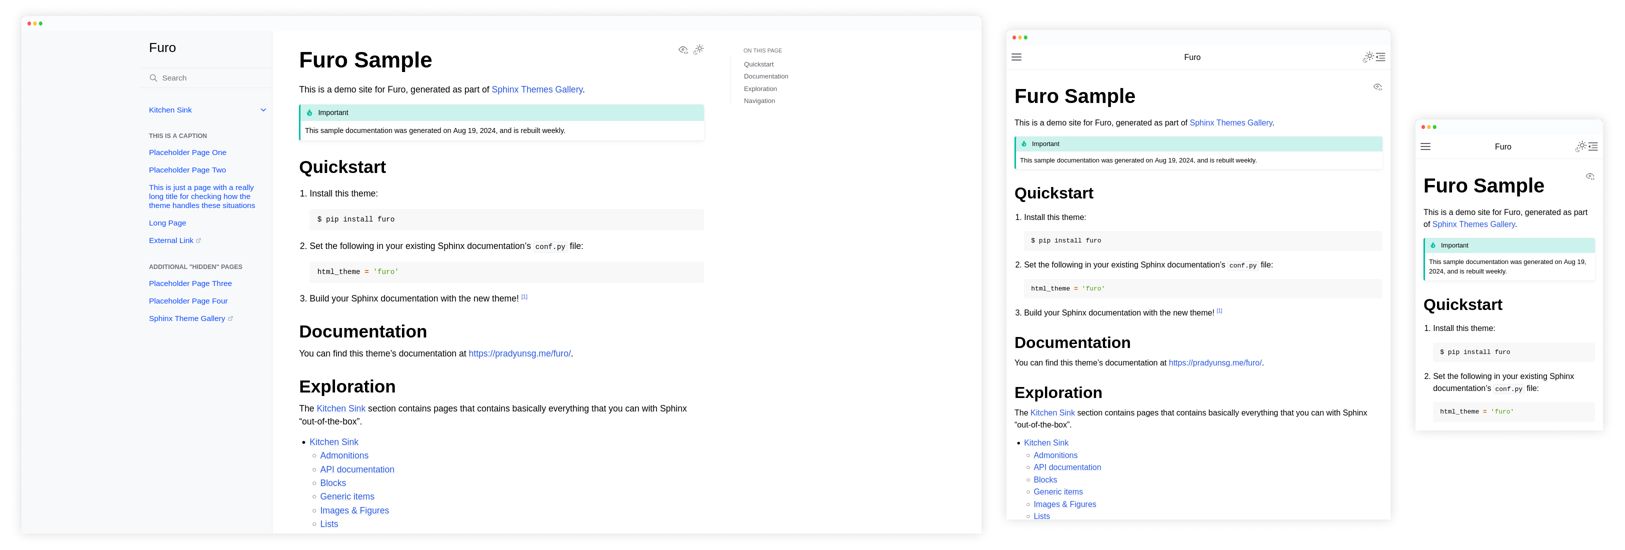 Furo
Search
Kitchen Sink
THIS IS A CAPTION
Placeholder Page One
Placeholder Page Two
This is just a page with a really
long title for checking how the
theme handles these situations
Long Page
External Link
ADDITIONAL "HIDDEN" PAGES
Placeholder Page Three
Placeholder Page Four
Sphinx Theme Gallery
Furo Sample
This is a demo site for Furo, generated as part of Sphinx Themes Gallery.
Important
This sample documentation was generated on Aug 19, 2024, and is rebuilt weekly.
Quickstart
1. Install this theme:
$ pip install furo
2. Set the following in your existing Sphinx documentation’s conf.py file:
html_theme = 'furo'
3. Build your Sphinx documentation with the new theme! [1]
Documentation
You can find this theme’s documentation at https://pradyunsg.me/furo/.
Exploration
The Kitchen Sink section contains pages that contains basically everything that you can with Sphinx
“out-of-the-box”.
Kitchen Sink
Admonitions
API documentation
Blocks
Generic items
Images & Figures
Lists
ON THIS PAGE
Quickstart
Documentation
Exploration
Navigation
Furo
Furo Sample
This is a demo site for Furo, generated as part of Sphinx Themes Gallery.
Important
This sample documentation was generated on Aug 19, 2024, and is rebuilt weekly.
Quickstart
1. Install this theme:
$ pip install furo
2. Set the following in your existing Sphinx documentation’s conf.py file:
html_theme = 'furo'
3. Build your Sphinx documentation with the new theme! [1]
Documentation
You can find this theme’s documentation at https://pradyunsg.me/furo/.
Exploration
The Kitchen Sink section contains pages that contains basically everything that you can with Sphinx
“out-of-the-box”.
Kitchen Sink
Admonitions
API documentation
Blocks
Generic items
Images & Figures
Lists
Furo
Furo Sample
This is a demo site for Furo, generated as part
of Sphinx Themes Gallery.
Important
This sample documentation was generated on Aug 19,
2024, and is rebuilt weekly.
Quickstart
1. Install this theme:
$ pip install furo
2. Set the following in your existing Sphinx
documentation’s conf.py file:
html_theme = 'furo'